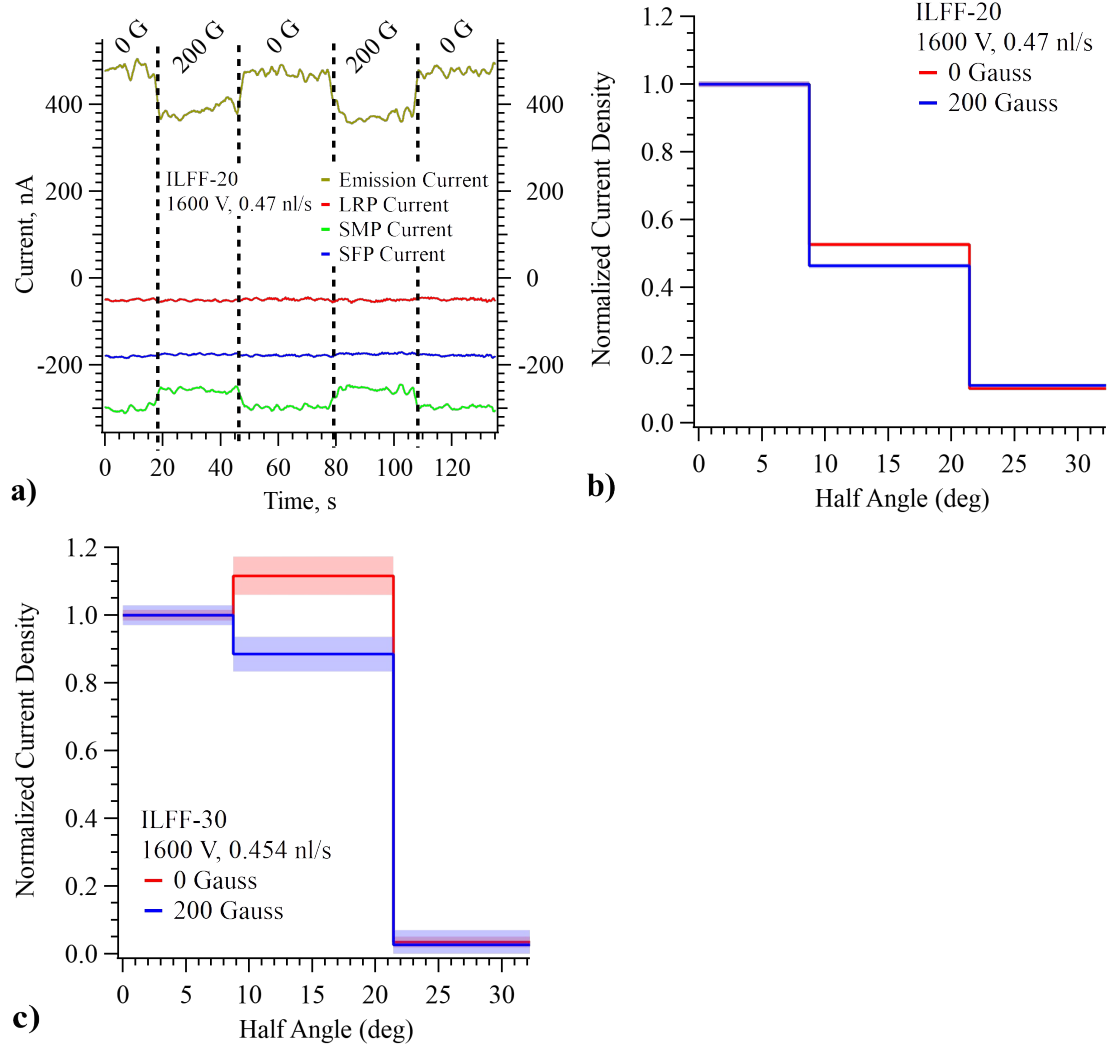 0 G
200 G
0 G
200 G
0 G
400
200
0
-200
400
200
0
-200
Current, nA
ILFF-20
1600 V, 0.47 nl/s
Emission Current
LRP Current
SMP Current
SFP Current
0 20 40 60 80 100 120
Time, s
a)
1.2
1.0
0.8
0.6
0.4
0.2
0.0
Normalized Current Density
ILFF-20
1600 V, 0.47 nl/s
0 Gauss
200 Gauss
0 5 10 15 20 25 30
Half Angle (deg)
b)
1.2
1.0
0.8
0.6
0.4
0.2
0.0
Normalized Current Density
ILFF-30
1600 V, 0.454 nl/s
0 Gauss
200 Gauss
0 5 10 15 20 25 30
Half Angle (deg)
c)